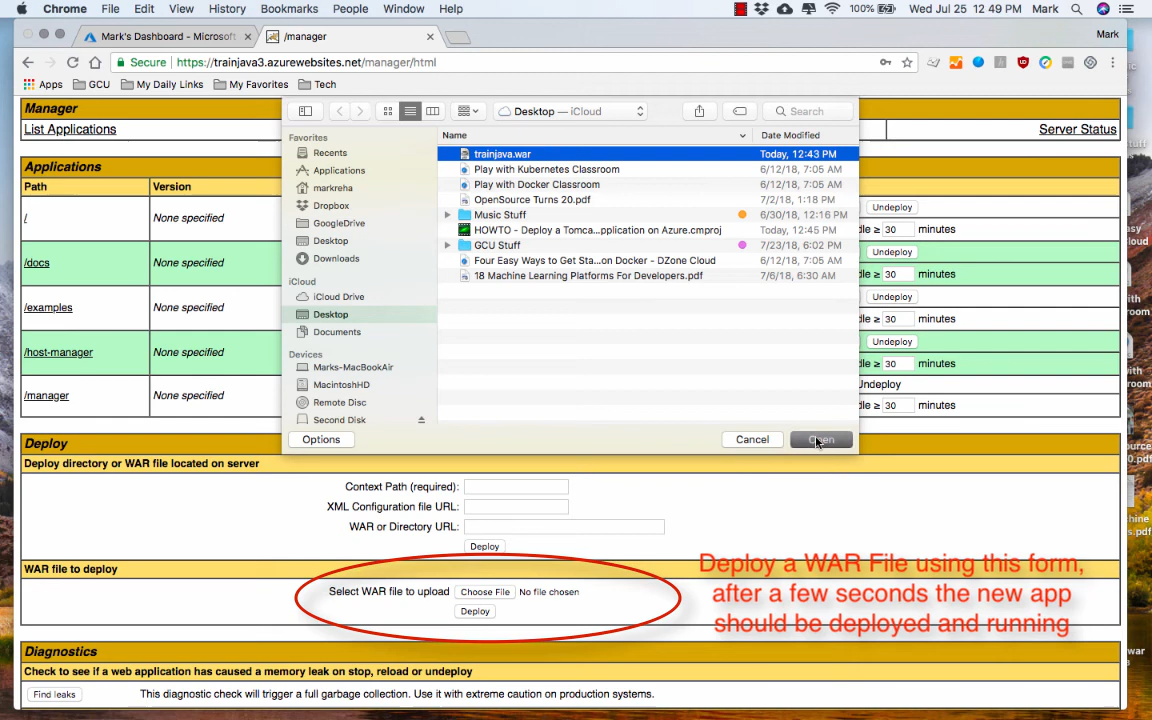 Chrome File Edit View History Bookmarks People Window Help 100% Wed Jul 25 12:49 PM Mark
Mark's Dashboard - Microsoft /manager Mark
Secure https://trainjava3.azurewebsites.net/manager/html
Apps GCU My Daily Links My Favorites Tech
Manager
List Applications Server Status
Applications
Path Version
/ None specified
/docs None specified
/examples None specified
/host-manager None specified
/manager None specified
Desktop — iCloud Search
Favorites
Recents
Applications
markreha
Dropbox
GoogleDrive
Desktop
Downloads
iCloud
iCloud Drive
Desktop
Documents
Devices
Marks-MacBookAir
MacintoshHD
Remote Disc
Second Disk
Name Date Modified
trainjava.war Today, 12:43 PM
Play with Kubernetes Classroom 6/12/18, 7:05 AM
Play with Docker Classroom 6/12/18, 7:05 AM
OpenSource Turns 20.pdf 7/2/18, 1:18 PM
Music Stuff 6/30/18, 12:16 PM
HOWTO - Deploy a Tomca...pplication on Azure.cmproj Today, 12:45 PM
GCU Stuff 7/23/18, 6:02 PM
Four Easy Ways to Get Sta...on Docker - DZone Cloud 6/12/18, 7:05 AM
18 Machine Learning Platforms For Developers.pdf 7/6/18, 6:30 AM
Options Cancel Open
Undeploy
dle ≥ 30 minutes
Undeploy
dle ≥ 30 minutes
Undeploy
dle ≥ 30 minutes
Undeploy
dle ≥ 30 minutes
Undeploy
dle ≥ 30 minutes
Deploy
Deploy directory or WAR file located on server
Context Path (required):
XML Configuration file URL:
WAR or Directory URL:
Deploy
WAR file to deploy
Select WAR file to upload Choose File No file chosen
Deploy
Deploy a WAR File using this form,
after a few seconds the new app
should be deployed and running
Diagnostics
Check to see if a web application has caused a memory leak on stop, reload or undeploy
Find leaks This diagnostic check will trigger a full garbage collection. Use it with extreme caution on production systems.